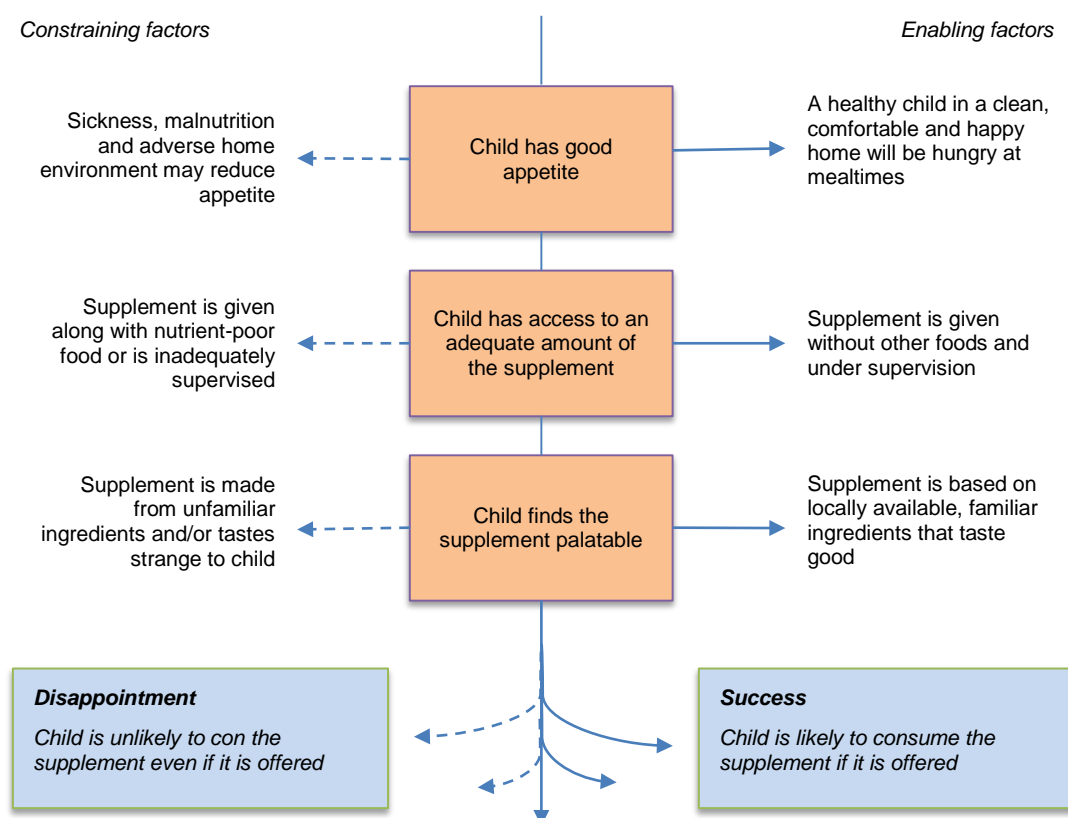 Constraining factors
Enabling factors
Sickness, malnutrition
and adverse home
environment may reduce
appetite
Child has good
appetite
A healthy child in a clean,
comfortable and happy
home will be hungry at
mealtimes
Supplement is given
along with nutrient-poor
food or is inadequately
supervised
Child has access to an
adequate amount of
the supplement
Supplement is given
without other foods and
under supervision
Supplement is made
from unfamiliar
ingredients and/or tastes
strange to child
Child finds the
supplement palatable
Supplement is based on
locally available, familiar
ingredients that taste
good
Disappointment
Child is unlikely to con the
supplement even if it is offered
Success
Child is likely to consume the
supplement if it is offered